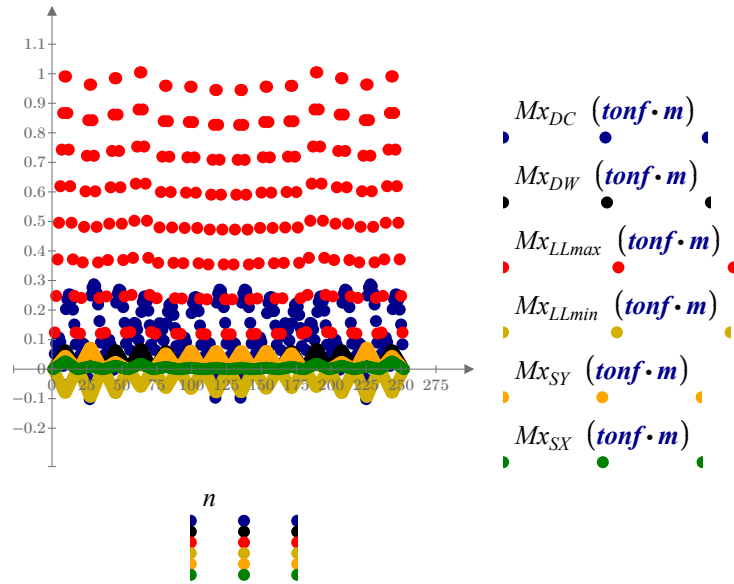 1.1
1
0.9
0.8
0.7
0.6
0.5
0.4
0.3
0.2
0.1
0
-0.1
-0.2
0 25 50 75 100 125 150 175 200 225 250 275
Mx_DC (tonf·m)
Mx_DW (tonf·m)
Mx_LLmax (tonf·m)
Mx_LLmin (tonf·m)
Mx_SY (tonf·m)
Mx_SX (tonf·m)
n